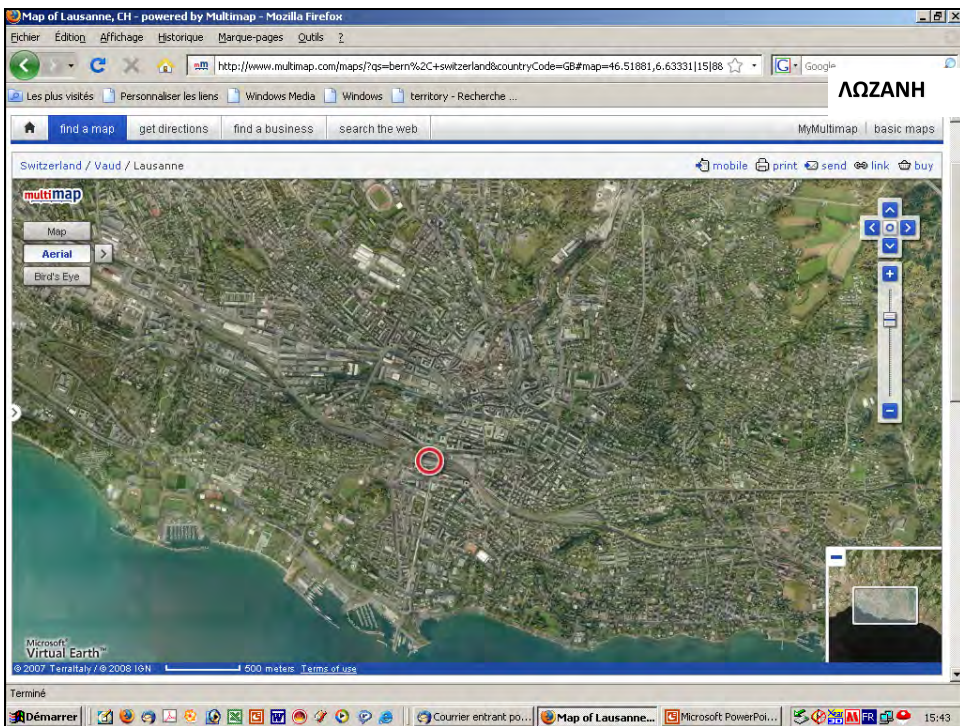 Map of Lausanne, CH - powered by Multimap - Mozilla Firefox
Eichier Édition Affichage Historique Marque-pages Outils ?
http://www.multimap.com/maps/?qs=bern%2C+switzerland&countryCode=GB#map=46.51881,6.63331|15|8& Google
Les plus visités Personnaliser les liens Windows Media Windows territory - Recherche ...
ΛΩΖΑΝΗ
find a map get directions find a business search the web MyMultimap | basic maps
Switzerland / Vaud / Lausanne mobile print send link buy
multimap
Map
Aerial
Bird's Eye
Microsoft®
Virtual Earth™
© 2007 TerraItaly / © 2008 IGN 500 meters Terms of use
Terminé
Démarrer Courrier entrant po... Map of Lausanne... Microsoft PowerPoi... FR 15:43